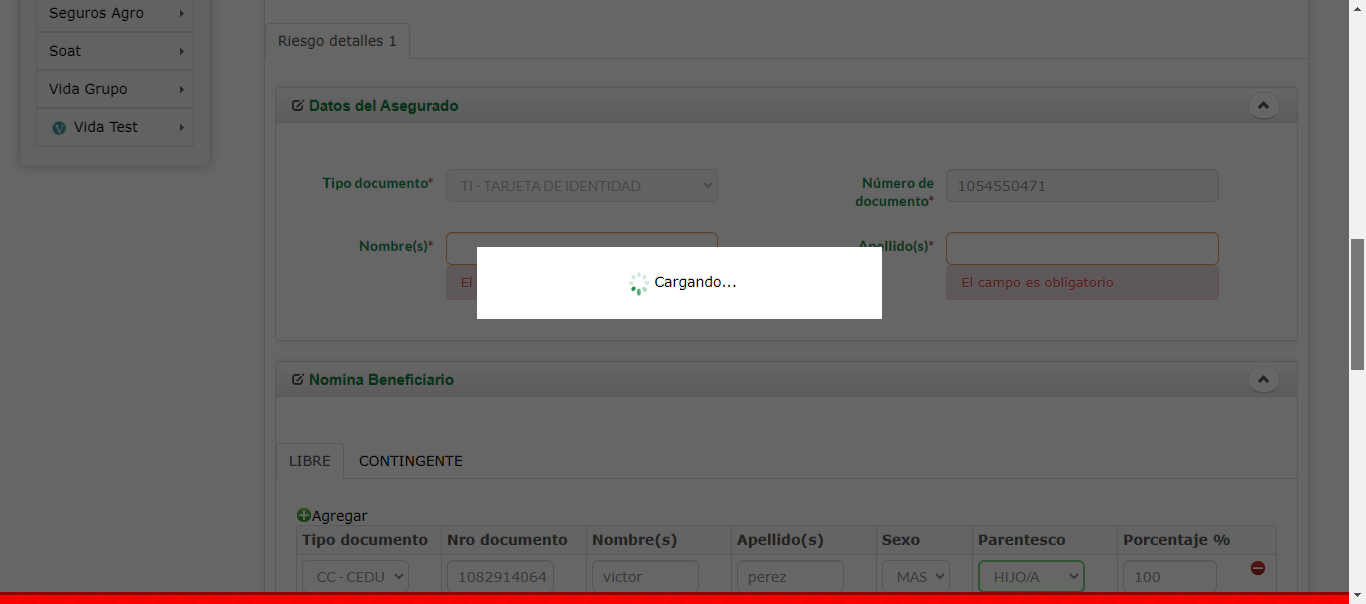 Seguros Agro
Soat
Vida Grupo
Vida Test
Riesgo detalles 1
Datos del Asegurado
Tipo documento*
TI - TARJETA DE IDENTIDAD
Número de
documento*
1054550471
Nombre(s)*
El
Apellido(s)*
El campo es obligatorio
Cargando...
Nomina Beneficiario
LIBRE
CONTINGENTE
Agregar
Tipo documento Nro documento Nombre(s) Apellido(s) Sexo Parentesco Porcentaje %
CC - CEDU 1082914064 victor perez MAS HIJO/A 100